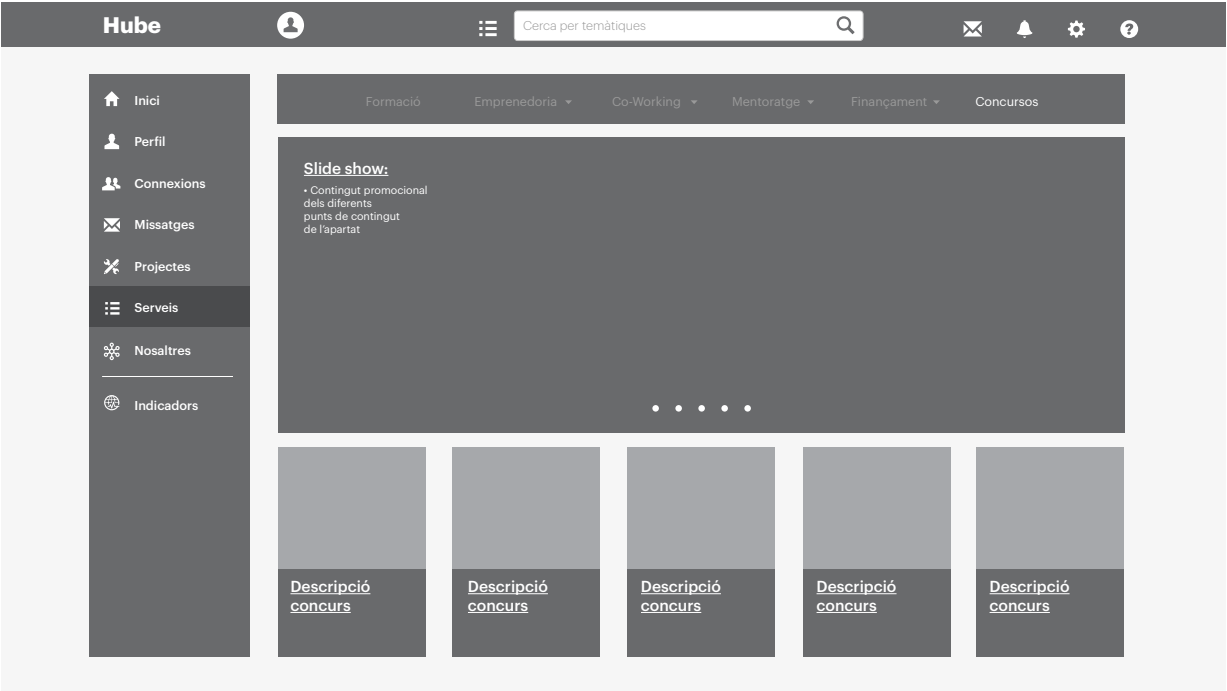 Hube
Cerca per temàtiques
Inici
Perfil
Connexions
Missatges
Projectes
Serveis
Nosaltres
Indicadors
Formació Emprenedoria Co-Working Mentoratge Finançament Concursos
Slide show:
• Contingut promocional
dels diferents
punts de contingut
de l'apartat
Descripció
concurs
Descripció
concurs
Descripció
concurs
Descripció
concurs
Descripció
concurs